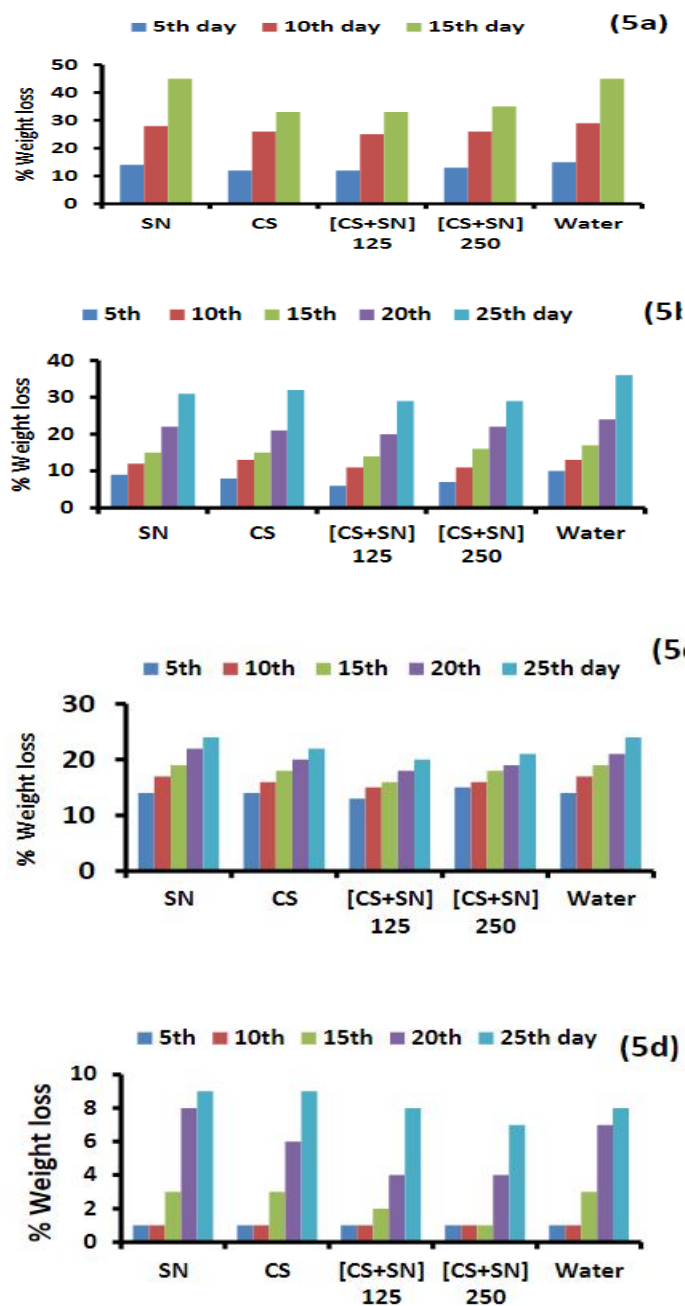 (5a)
5th day 10th day 15th day
% Weight loss
50
40
30
20
10
0
SN CS [CS+SN] [CS+SN] Water
125 250
(5b
5th 10th 15th 20th 25th day
% Weight loss
40
30
20
10
0
SN CS [CS+SN] [CS+SN] Water
125 250
(5c
5th 10th 15th 20th 25th day
% Weight loss
30
20
10
0
SN CS [CS+SN] [CS+SN] Water
125 250
5th 10th 15th 20th 25th day (5d)
% Weight loss
10
8
6
4
2
0
SN CS [CS+SN] [CS+SN] Water
125 250